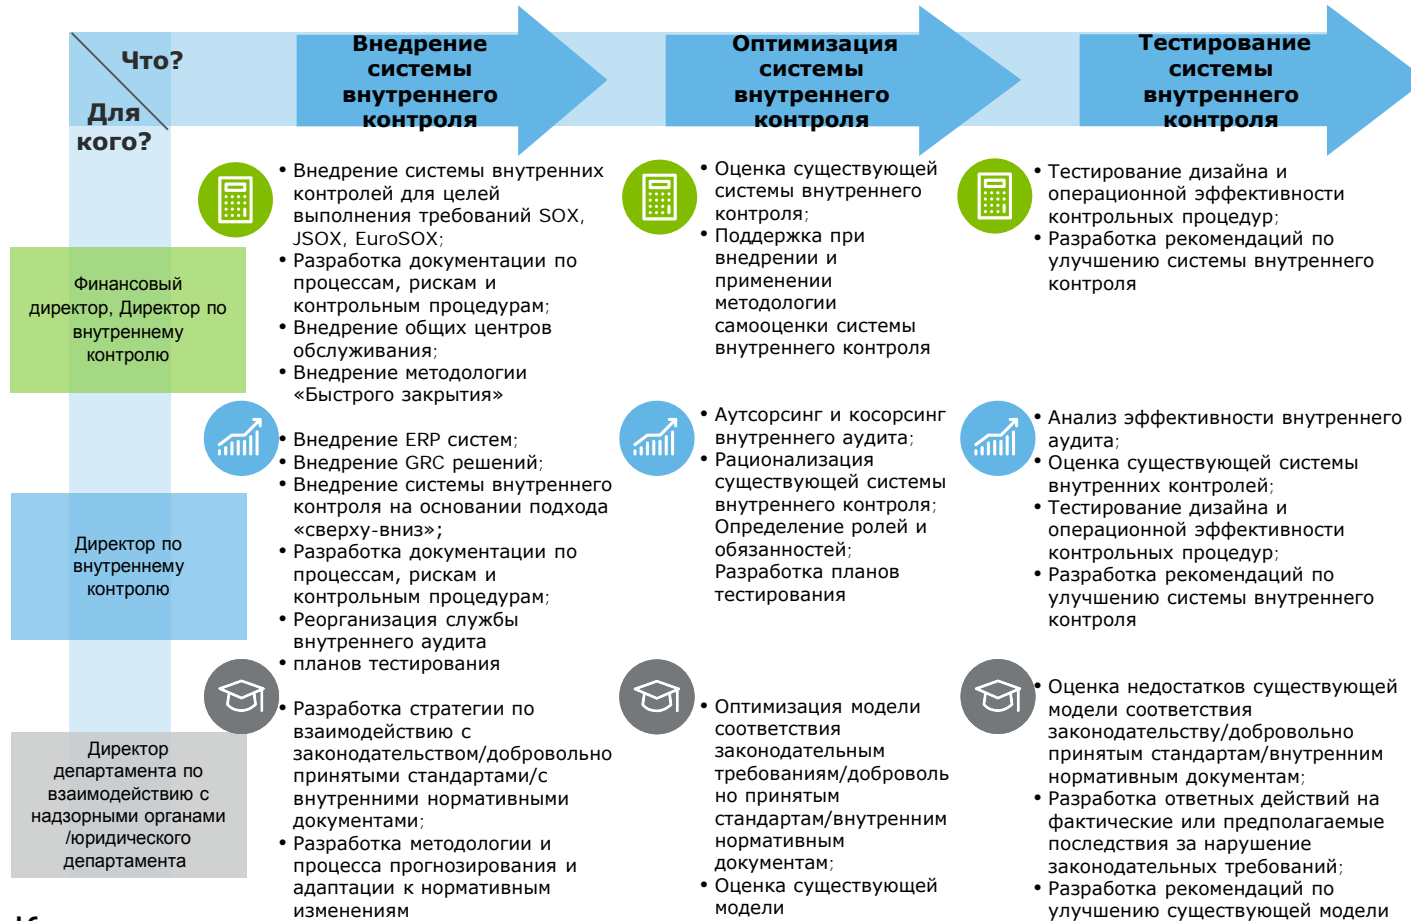 Что?
Для
кого?
Внедрение
системы
внутреннего
контроля
Оптимизация
системы
внутреннего
контроля
Тестирование
системы
внутреннего
контроля
Финансовый
директор, Директор по
внутреннему
контролю
• Внедрение системы внутренних
контролей для целей
выполнения требований SOX,
JSOX, EuroSOX;
• Разработка документации по
процессам, рискам и
контрольным процедурам;
• Внедрение общих центров
обслуживания;
• Внедрение методологии
«Быстрого закрытия»
• Оценка существующей
системы внутреннего
контроля;
• Поддержка при
внедрении и
применении
методологии
самооценки системы
внутреннего контроля
• Тестирование дизайна и
операционной эффективности
контрольных процедур;
• Разработка рекомендаций по
улучшению системы внутреннего
контроля
Директор по
внутреннему
контролю
• Внедрение ERP систем;
• Внедрение GRC решений;
• Внедрение системы внутреннего
контроля на основании подхода
«сверху-вниз»;
• Разработка документации по
процессам, рискам и
контрольным процедурам;
• Реорганизация службы
внутреннего аудита
• планов тестирования
• Аутсорсинг и косорсинг
внутреннего аудита;
• Рационализация
существующей системы
внутреннего контроля;
Определение ролей и
обязанностей;
Разработка планов
тестирования
• Анализ эффективности внутреннего
аудита;
• Оценка существующей системы
внутренних контролей;
• Тестирование дизайна и
операционной эффективности
контрольных процедур;
• Разработка рекомендаций по
улучшению системы внутреннего
контроля
Директор
департамента по
взаимодействию с
надзорными органами
/юридического
департамента
• Разработка стратегии по
взаимодействию с
законодательством/добровольно
принятыми стандартами/с
внутренними нормативными
документами;
• Разработка методологии и
процесса прогнозирования и
адаптации к нормативным
изменениям
• Оптимизация модели
соответствия
законодательным
требованиям/доброволь
но принятым
стандартам/внутренним
нормативным
документам;
• Оценка существующей
модели
• Оценка недостатков существующей
модели соответствия
законодательству/добровольно
принятым стандартам/внутренним
нормативным документам;
• Разработка ответных действий на
фактические или предполагаемые
последствия за нарушение
законодательных требований;
• Разработка рекомендаций по
улучшению существующей модели